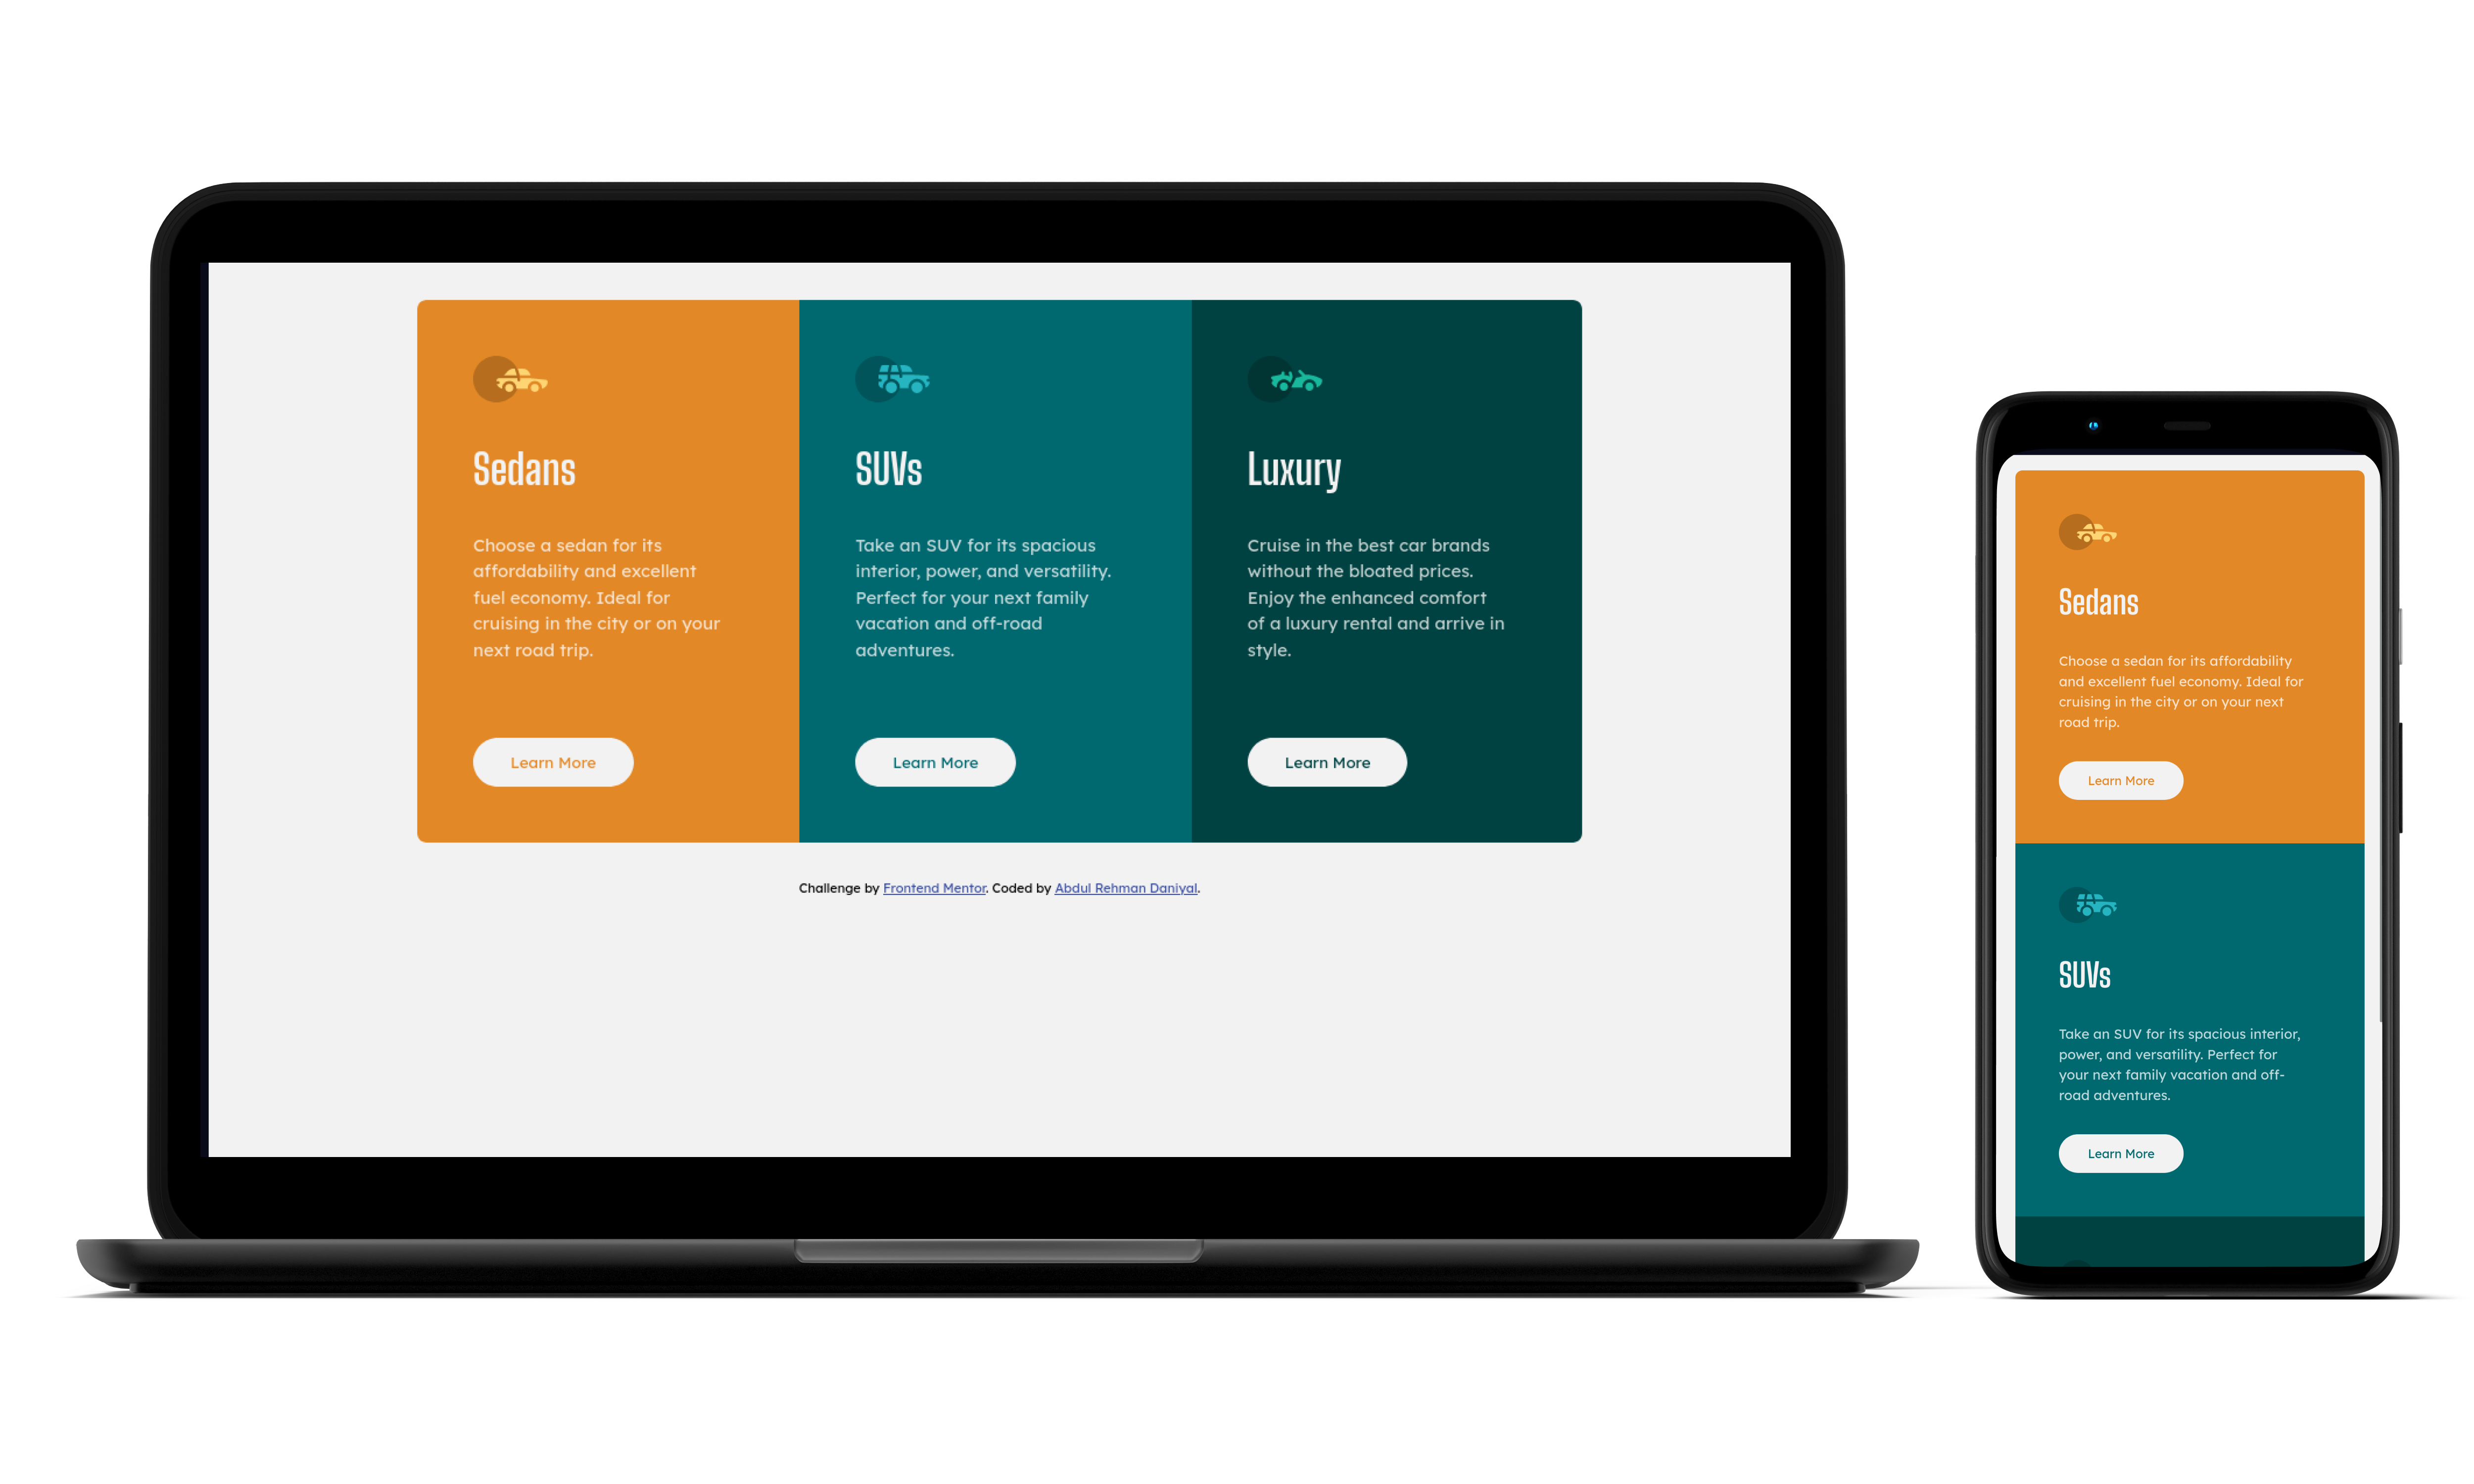 Sedans
Choose a sedan for its
affordability and excellent
fuel economy. Ideal for
cruising in the city or on your
next road trip.
Learn More
SUVs
Take an SUV for its spacious
interior, power, and versatility.
Perfect for your next family
vacation and off-road
adventures.
Learn More
Luxury
Cruise in the best car brands
without the bloated prices.
Enjoy the enhanced comfort
of a luxury rental and arrive in
style.
Learn More
Challenge by Frontend Mentor. Coded by Abdul Rehman Daniyal.
Sedans
Choose a sedan for its affordability
and excellent fuel economy. Ideal for
cruising in the city or on your next
road trip.
Learn More
SUVs
Take an SUV for its spacious interior,
power, and versatility. Perfect for
your next family vacation and off-
road adventures.
Learn More